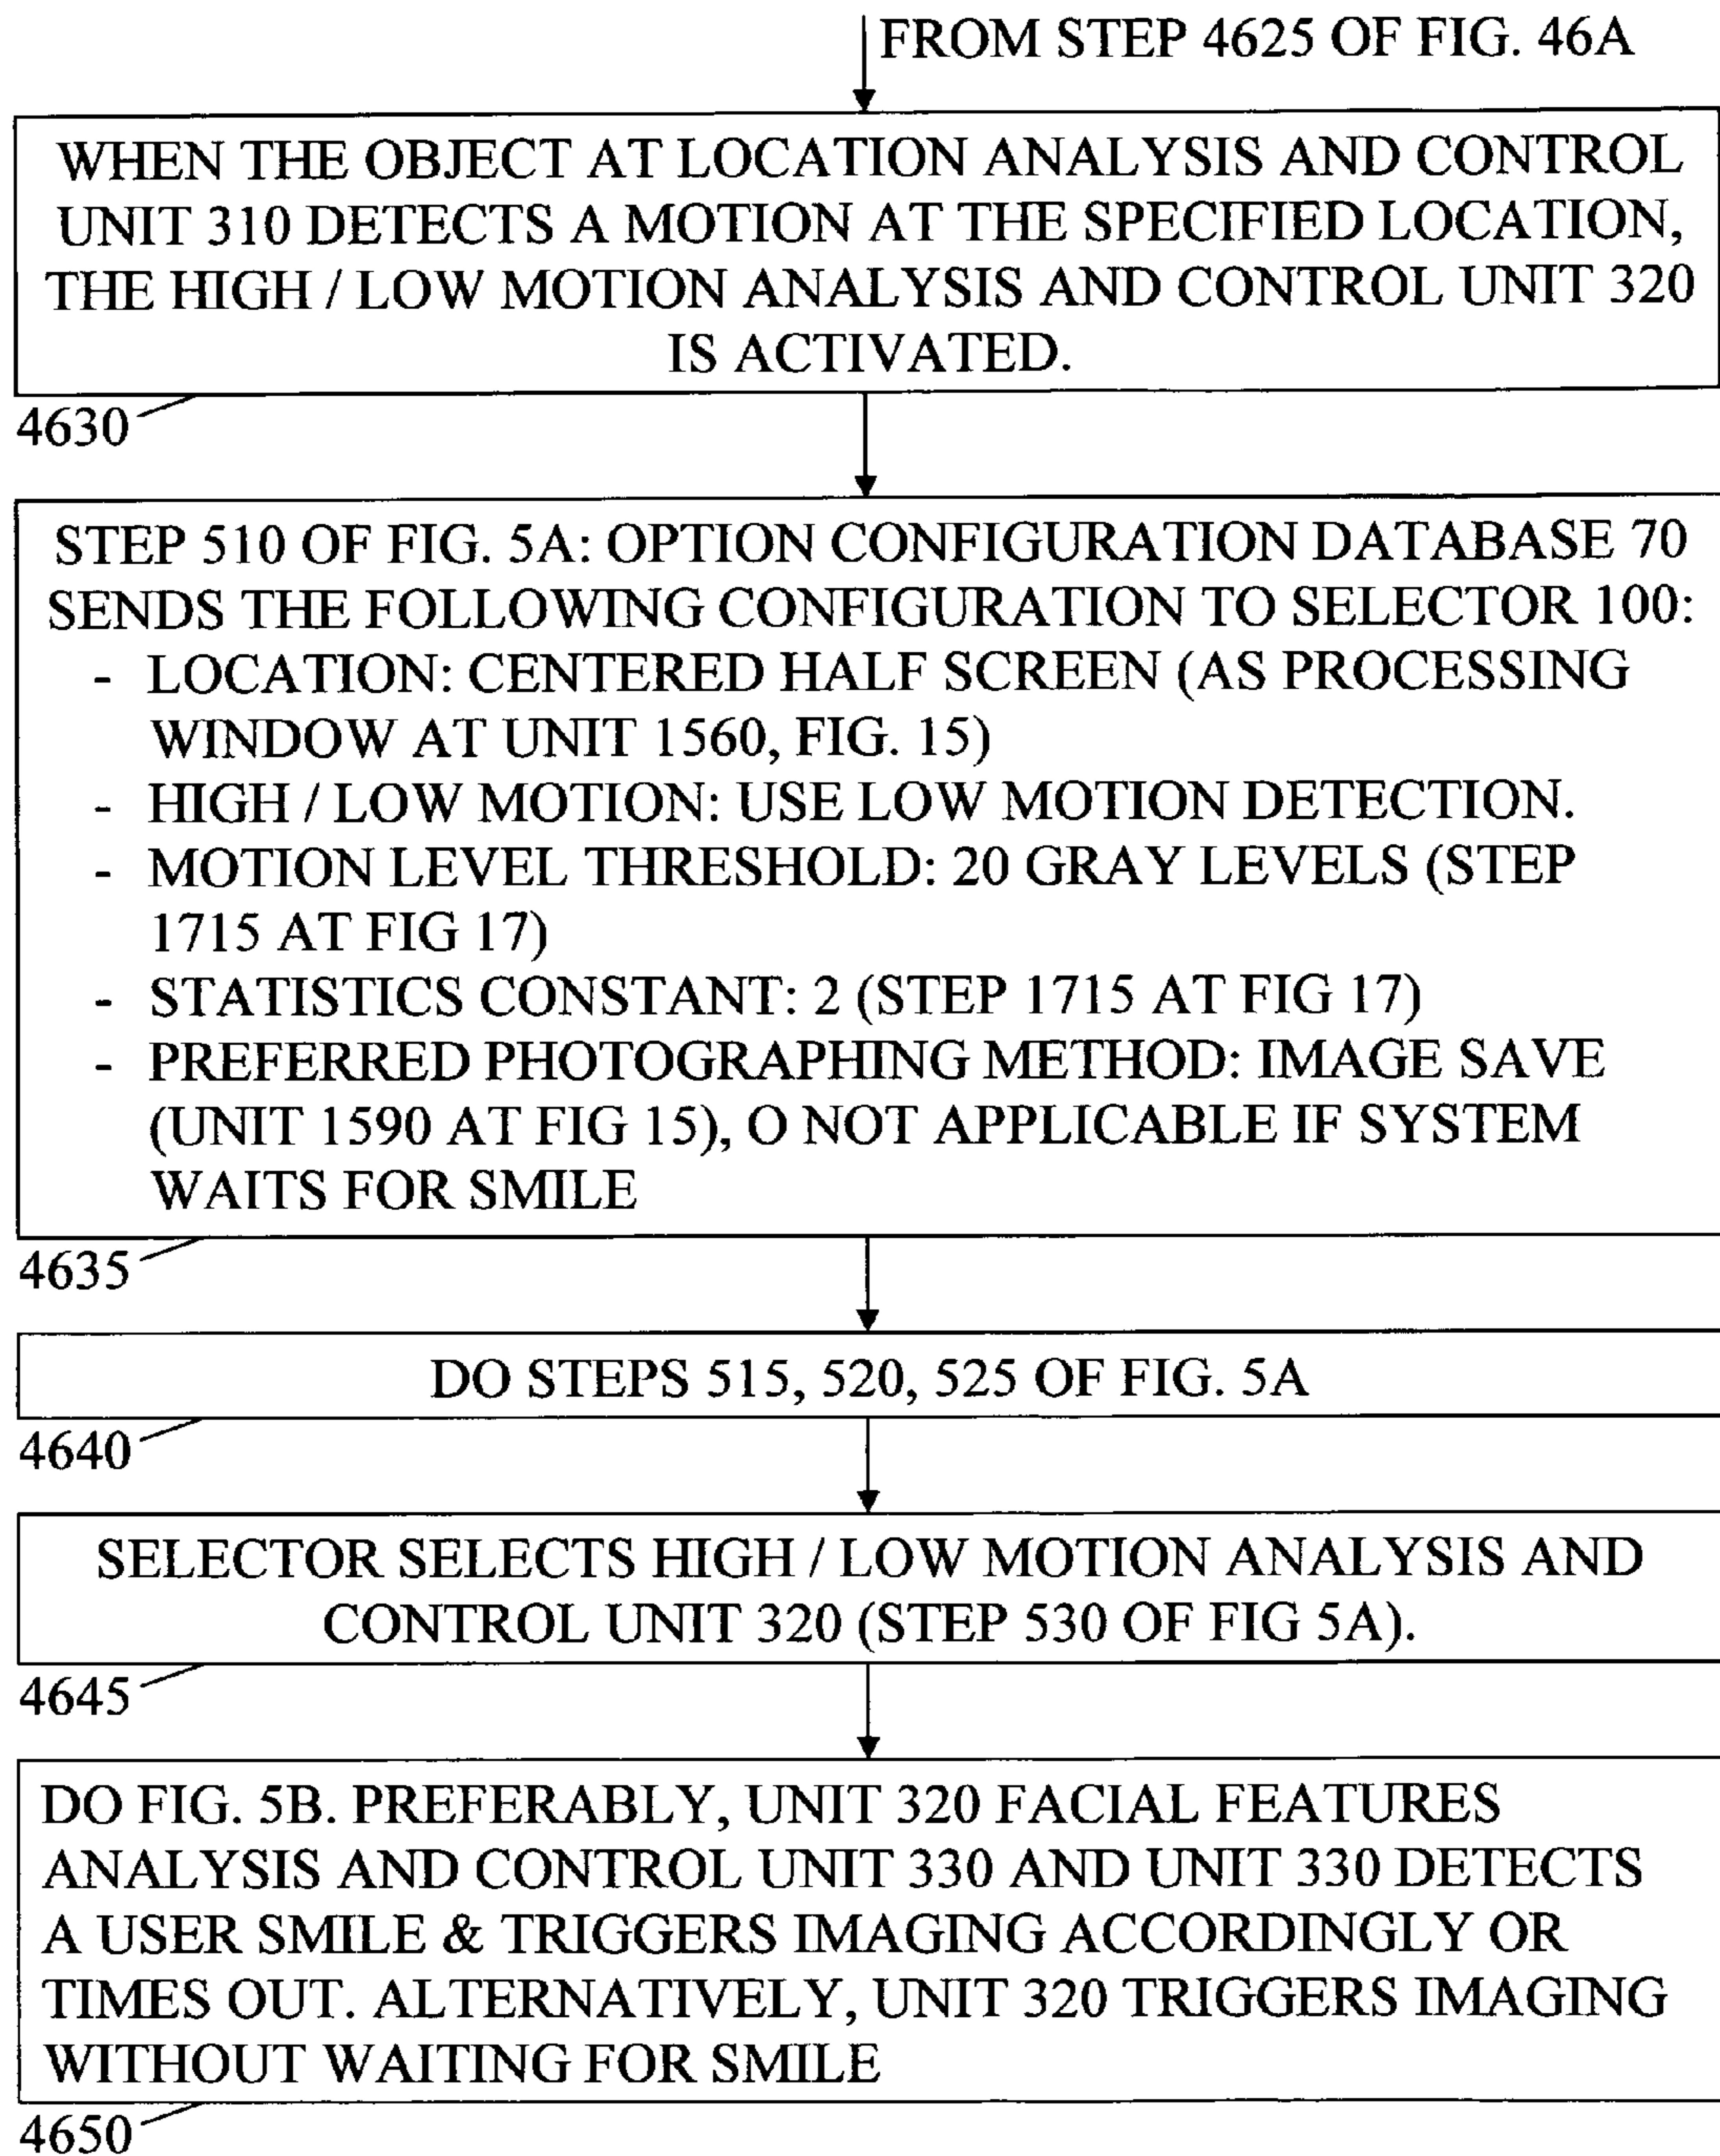 FROM STEP 4625 OF FIG. 46A
WHEN THE OBJECT AT LOCATION ANALYSIS AND CONTROL
UNIT 310 DETECTS A MOTION AT THE SPECIFIED LOCATION,
THE HIGH / LOW MOTION ANALYSIS AND CONTROL UNIT 320
IS ACTIVATED.
4630
STEP 510 OF FIG. 5A: OPTION CONFIGURATION DATABASE 70
SENDS THE FOLLOWING CONFIGURATION TO SELECTOR 100:
- LOCATION: CENTERED HALF SCREEN (AS PROCESSING
WINDOW AT UNIT 1560, FIG. 15)
- HIGH / LOW MOTION: USE LOW MOTION DETECTION.
- MOTION LEVEL THRESHOLD: 20 GRAY LEVELS (STEP
1715 AT FIG 17)
- STATISTICS CONSTANT: 2 (STEP 1715 AT FIG 17)
- PREFERRED PHOTOGRAPHING METHOD: IMAGE SAVE
(UNIT 1590 AT FIG 15), O NOT APPLICABLE IF SYSTEM
WAITS FOR SMILE
4635
DO STEPS 515, 520, 525 OF FIG. 5A
4640
SELECTOR SELECTS HIGH / LOW MOTION ANALYSIS AND
CONTROL UNIT 320 (STEP 530 OF FIG 5A).
4645
DO FIG. 5B. PREFERABLY, UNIT 320 FACIAL FEATURES
ANALYSIS AND CONTROL UNIT 330 AND UNIT 330 DETECTS
A USER SMILE & TRIGGERS IMAGING ACCORDINGLY OR
TIMES OUT. ALTERNATIVELY, UNIT 320 TRIGGERS IMAGING
WITHOUT WAITING FOR SMILE
4650